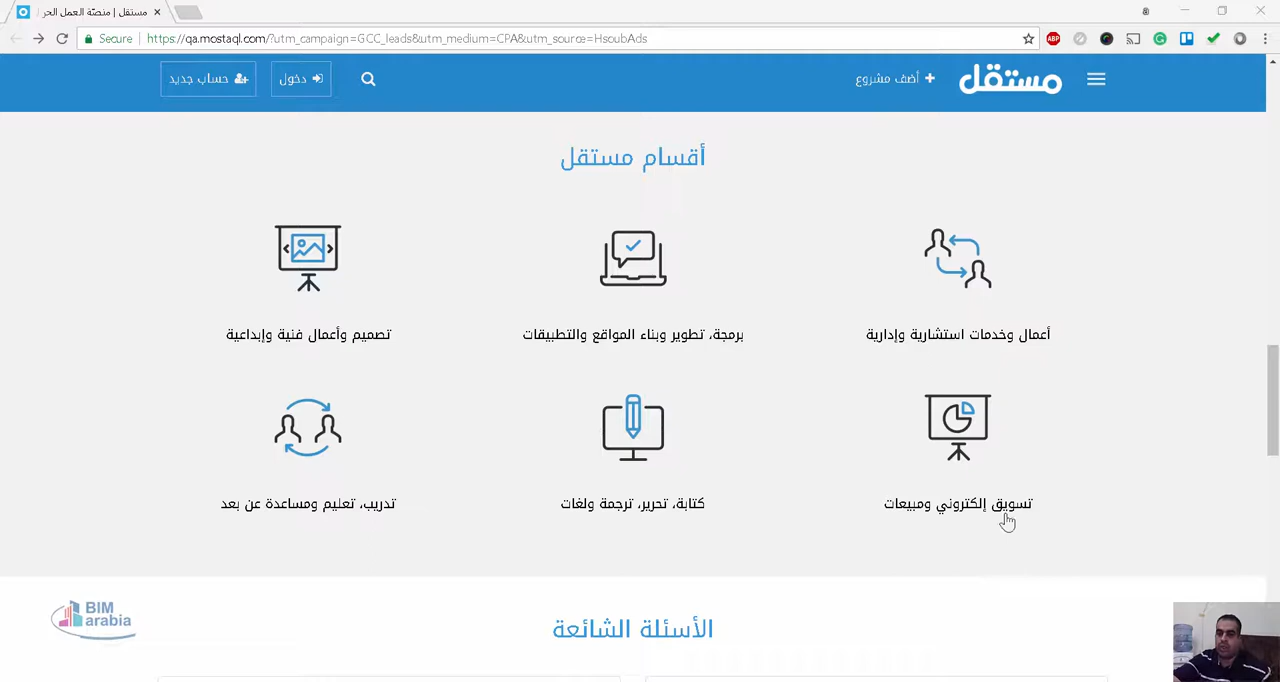 مستقل | منصّة العمل الحر
Secure
https://qa.mostaql.com/?utm_campaign=GCC_leads&utm_medium=CPA&utm_source=HsoubAds
ABP
مستقل
أضف مشروع
دخول
حساب جديد
أقسام مستقل
أعمال وخدمات استشارية وإدارية
برمجة، تطوير وبناء المواقع والتطبيقات
تصميم وأعمال فنية وإبداعية
تسويق إلكتروني ومبيعات
كتابة، تحرير، ترجمة ولغات
تدريب، تعليم ومساعدة عن بعد
BIM
arabia
الأسئلة الشائعة